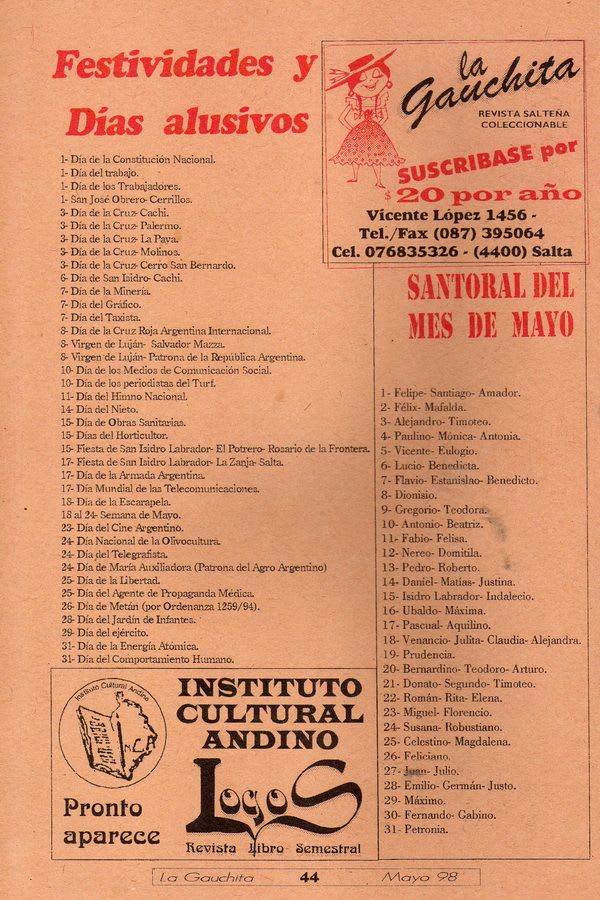 Festividades y
Días alusivos
1- Día de la Constitución Nacional.
1- Día del trabajo.
1- Día de los Trabajadores.
1- San José Obrero- Cerrillos.
3- Día de la Cruz- Cachi.
3- Día de la Cruz- Palermo.
3- Día de la Cruz- La Paya.
3- Día de la Cruz- Molinos.
3- Día de la Cruz- Cerro San Bernardo.
6- Día de San Isidro- Cachi.
7- Día de la Minería.
7- Día del Gráfico.
7- Día del Taxista.
8- Día de la Cruz Roja Argentina Internacional.
8- Virgen de Luján- Salvador Mazza.
8- Virgen de Luján- Patrona de la República Argentina.
10- Día de los Medios de Comunicación Social.
10- Día de los periodistas del Turf.
11- Día del Himno Nacional.
14- Día del Nieto.
15- Día de Obras Sanitarias.
15- Días del Horticultor.
15- Fiesta de San Isidro Labrador- El Potrero- Rosario de la Frontera.
17- Fiesta de San Isidro Labrador- La Zanja- Salta.
17- Día de la Armada Argentina.
17- Día Mundial de las Telecomunicaciones.
18- Día de la Escarapela.
18 al 24- Semana de Mayo.
23- Día del Cine Argentino.
24- Día Nacional de la Olivocultura.
24- Día del Telegrafista.
24- Día de María Auxiliadora (Patrona del Agro Argentino)
25- Día de la Libertad.
25- Día del Agente de Propaganda Médica.
26- Día de Metán (por Ordenanza 1259/94).
28- Día del Jardín de Infantes.
29- Día del ejército.
31- Día de la Energía Atómica.
31- Día del Comportamiento Humano.
la
Gauchita
REVISTA SALTEÑA
COLECCIONABLE
SUSCRIBASE por
$ 20 por año
Vicente López 1456 -
Tel./Fax (087) 395064
Cel. 076835326 - (4400) Salta
SANTORAL DEL
MES DE MAYO
1- Felipe- Santiago- Amador.
2- Félix- Mafalda.
3- Alejandro- Timoteo.
4- Paulino- Mónica- Antonia.
5- Vicente- Eulogio.
6- Lucio- Benedicta.
7- Flavio- Estanislao- Benedicto.
8- Dionisio.
9- Gregorio- Teodora.
10- Antonio- Beatriz.
11- Fabio- Felisa.
12- Nereo- Domitila.
13- Pedro- Roberto.
14- Daniel- Matías- Justina.
15- Isidro Labrador- Indalecio.
16- Ubaldo- Máxima.
17- Pascual- Aquilino.
18- Venancio- Julita- Claudia- Alejandra.
19- Prudencia.
20- Bernardino- Teodoro- Arturo.
21- Donato- Segundo- Timoteo.
22- Román- Rita- Elena.
23- Miguel- Florencio.
24- Susana- Robustiano.
25- Celestino- Magdalena.
26- Feliciano.
27- Juan- Julio.
28- Emilio- Germán- Justo.
29- Máximo.
30- Fernando- Gabino.
31- Petronia.
Instituto Cultural Andino
Pronto
aparece
INSTITUTO
CULTURAL
ANDINO
Logos
Revista Libro Semestral
La Gauchita 44 Mayo 98